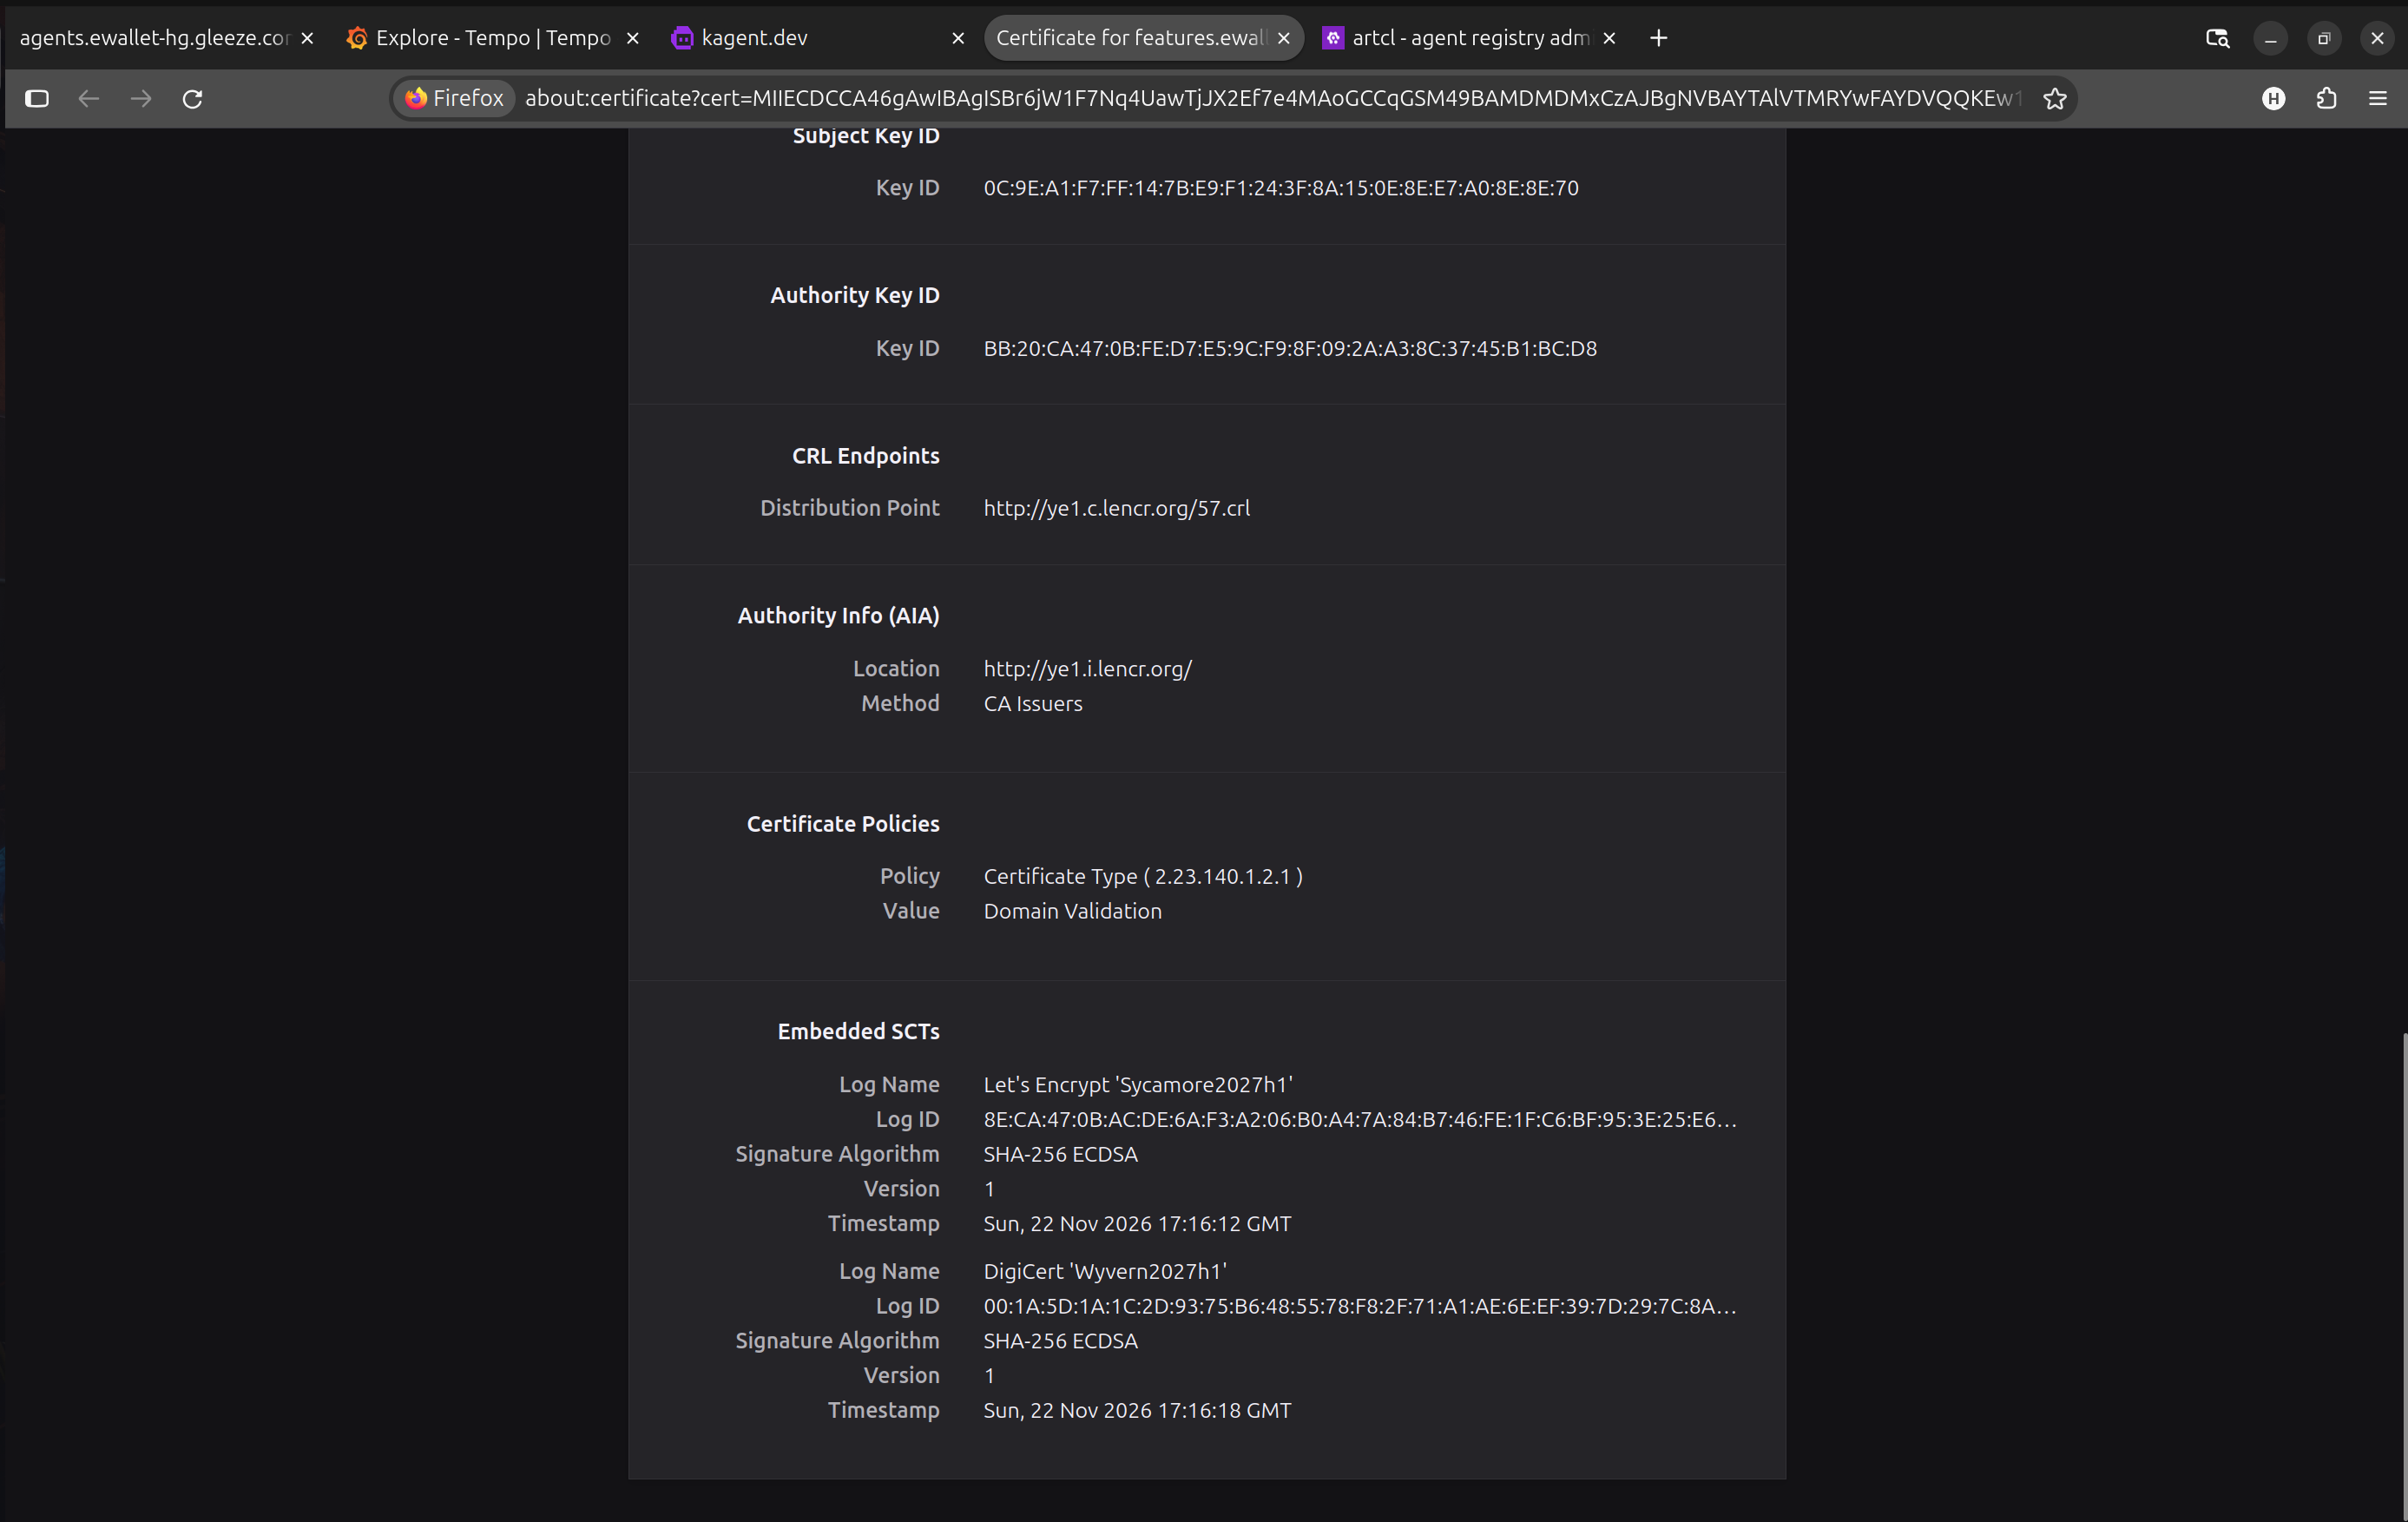 agents.ewallet-hg.gleeze.cor
Explore - Tempo | Tempo
kagent.dev
Certificate for features.ewall
artcl - agent registry adm
Firefox
about:certificate?cert=MIIECDCCA46gAwIBAgISBr6jW1F7Nq4UawTjJX2Ef7e4MAoGCCqGSM49BAMDMDMxCzAJBgNVBAYTAlVTMRYwFAYDVQQKEw1
Subject Key ID
Key ID 0C:9E:A1:F7:FF:14:7B:E9:F1:24:3F:8A:15:0E:8E:E7:A0:8E:8E:70
Authority Key ID
Key ID BB:20:CA:47:0B:FE:D7:E5:9C:F9:8F:09:2A:A3:8C:37:45:B1:BC:D8
CRL Endpoints
Distribution Point http://ye1.c.lencr.org/57.crl
Authority Info (AIA)
Location http://ye1.i.lencr.org/
Method CA Issuers
Certificate Policies
Policy Certificate Type ( 2.23.140.1.2.1 )
Value Domain Validation
Embedded SCTs
Log Name Let's Encrypt 'Sycamore2027h1'
Log ID 8E:CA:47:0B:AC:DE:6A:F3:A2:06:B0:A4:7A:84:B7:46:FE:1F:C6:BF:95:3E:25:E6…
Signature Algorithm SHA-256 ECDSA
Version 1
Timestamp Sun, 22 Nov 2026 17:16:12 GMT
Log Name DigiCert 'Wyvern2027h1'
Log ID 00:1A:5D:1A:1C:2D:93:75:B6:48:55:78:F8:2F:71:A1:AE:6E:EF:39:7D:29:7C:8A…
Signature Algorithm SHA-256 ECDSA
Version 1
Timestamp Sun, 22 Nov 2026 17:16:18 GMT